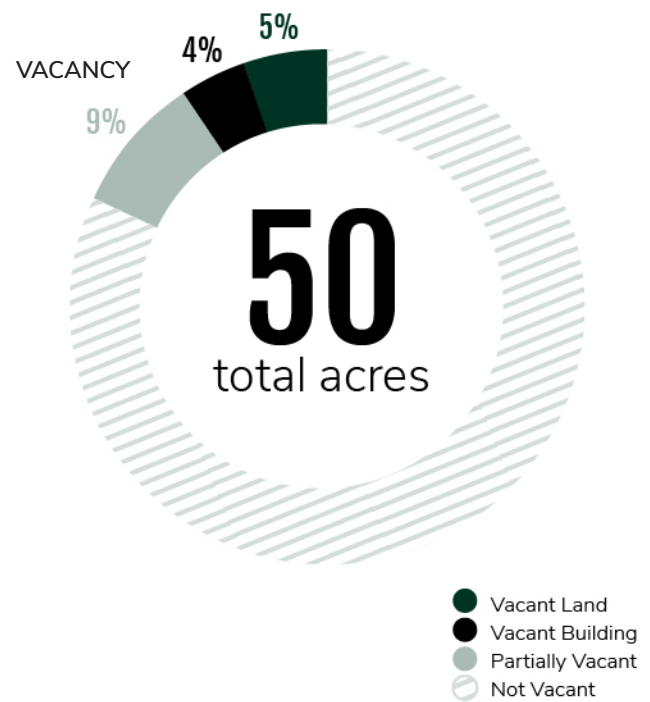 5%
4%
VACANCY
9%
50
total acres
Vacant Land
Vacant Building
Partially Vacant
Not Vacant